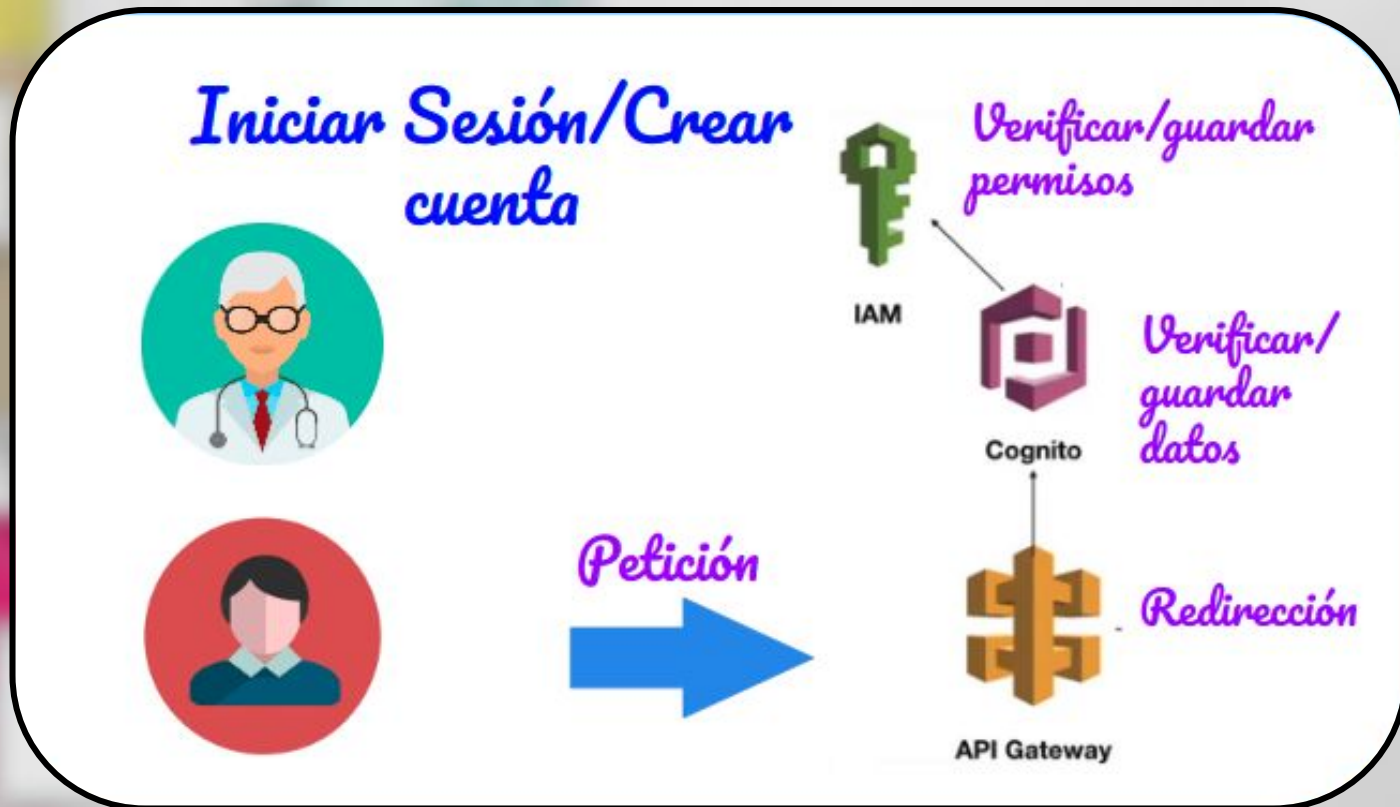 Iniciar Sesión/Crear
cuenta
Verificar/guardar
permisos
IAM
Verificar/
guardar
datos
Cognito
Petición
Redirección
API Gateway